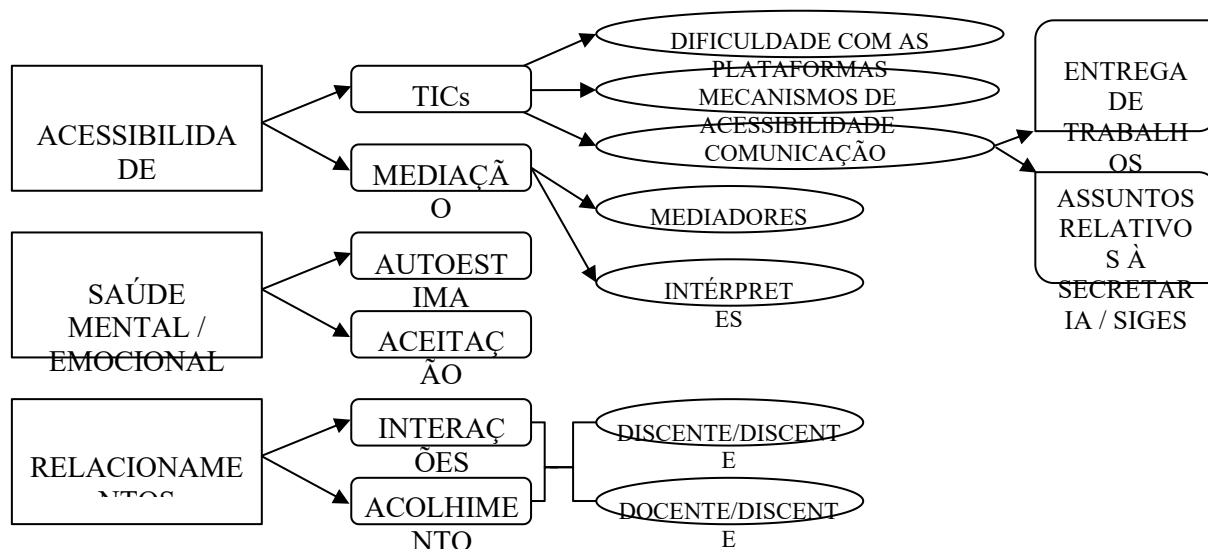 ACESSIBILIDA
DE
TICs
MEDIAÇÃ
O
DIFICULDADE COM AS
PLATAFORMAS
MECANISMOS DE
ACESSIBILIDADE
COMUNICAÇÃO
MEDIADORES
INTÉRPRET
ES
ENTREGA
DE
TRABALH
OS
ASSUNTOS
RELATIVO
S À
SECRETAR
IA / SIGES
SAÚDE
MENTAL /
EMOCIONAL
AUTOEST
IMA
ACEITAÇ
ÃO
RELACIONAME
NTOS
INTERAÇ
ÕES
ACOLHIME
NTO
DISCENTE/DISCENT
E
DOCENTE/DISCENT
E